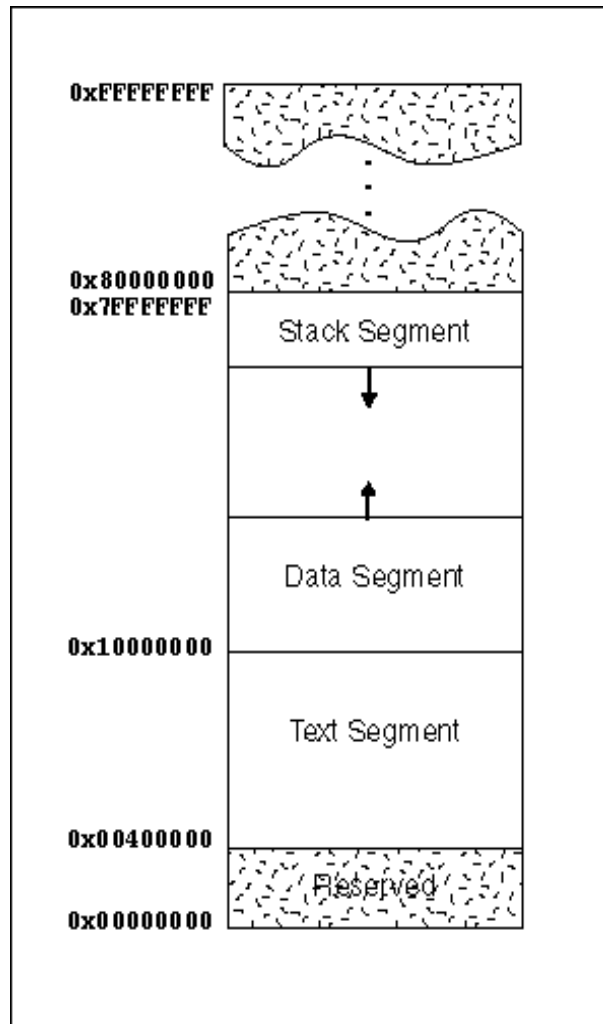 0xFFFFFFFF
0x80000000
0x7FFFFFFF
Stack Segment
Data Segment
0x10000000
Text Segment
0x00400000
Reserved
0x00000000